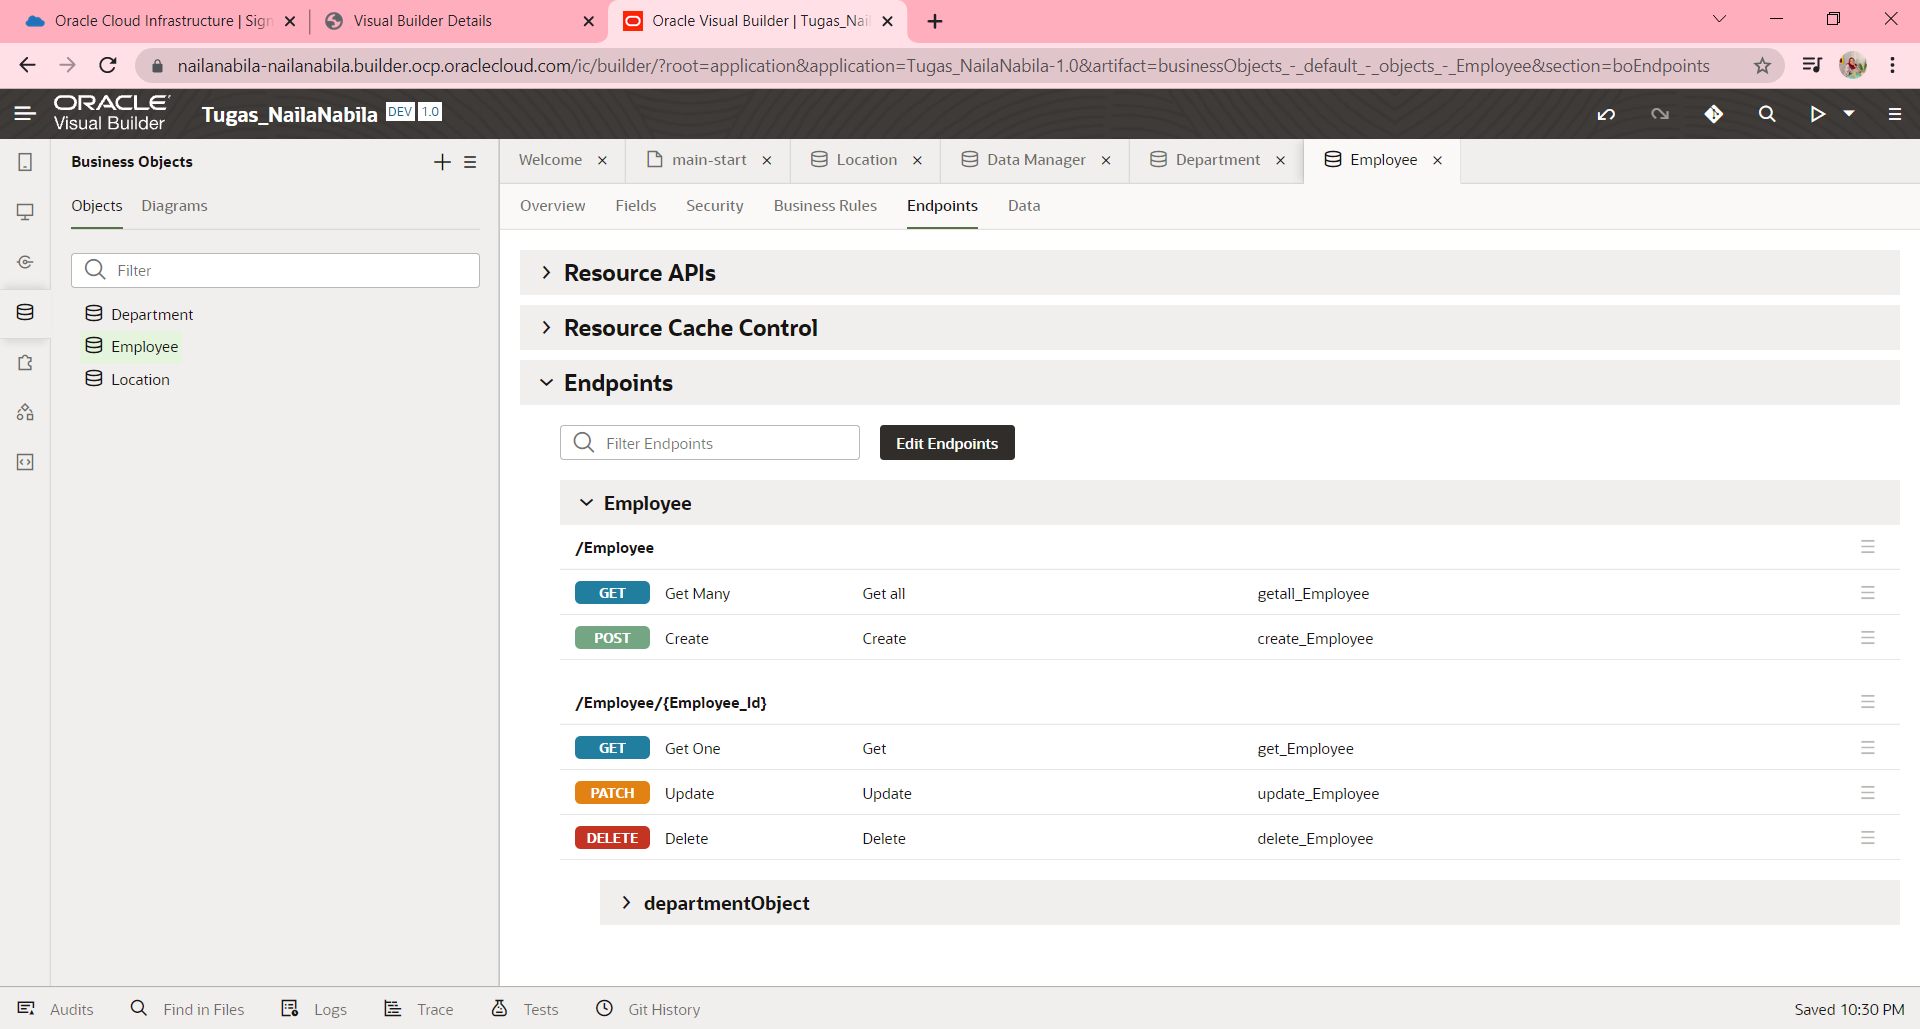 Oracle Cloud Infrastructure | Sign
Visual Builder Details
Oracle Visual Builder | Tugas_Nail
nailanabila-nailanabila.builder.ocp.oraclecloud.com/ic/builder/?root=application&application=Tugas_NailaNabila-1.0&artifact=businessObjects_-_default_-_objects_-_Employee&section=boEndpoints
ORACLE
Visual Builder
Tugas_NailaNabila DEV 1.0
Business Objects
Welcome
main-start
Location
Data Manager
Department
Employee
Objects Diagrams
Overview Fields Security Business Rules Endpoints Data
Filter
Department
Employee
Location
Resource APIs
Resource Cache Control
Endpoints
Filter Endpoints
Edit Endpoints
Employee
/Employee
GET Get Many Get all getall_Employee
POST Create Create create_Employee
/Employee/{Employee_Id}
GET Get One Get get_Employee
PATCH Update Update update_Employee
DELETE Delete Delete delete_Employee
departmentObject
Audits Find in Files Logs Trace Tests Git History Saved 10:30 PM